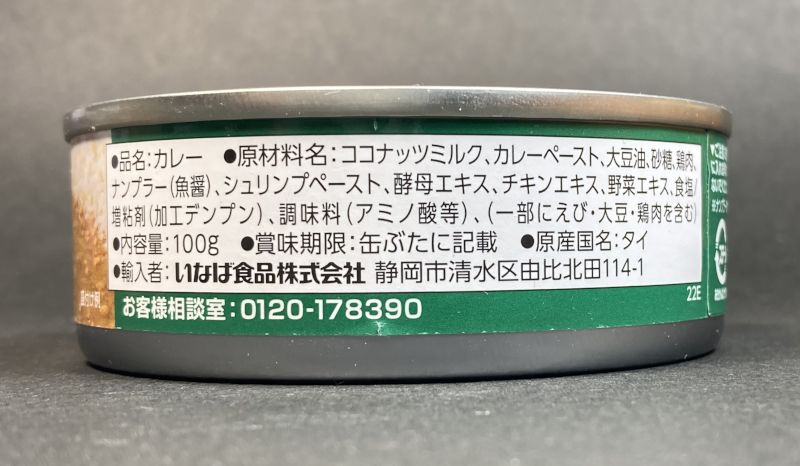 ●品名:カレー ●原材料名:ココナッツミルク、カレーペースト、大豆油、砂糖、鶏肉、
ナンプラー(魚醤)、シュリンプペースト、酵母エキス、チキンエキス、野菜エキス、食塩/
増粘剤(加工デンプン)、調味料(アミノ酸等)、(一部にえび・大豆・鶏肉を含む)
●内容量:100g ●賞味期限:缶ぶたに記載 ●原産国名:タイ
●輸入者:いなば食品株式会社 静岡市清水区由比北田114-1
お客様相談室:0120-178390
22E